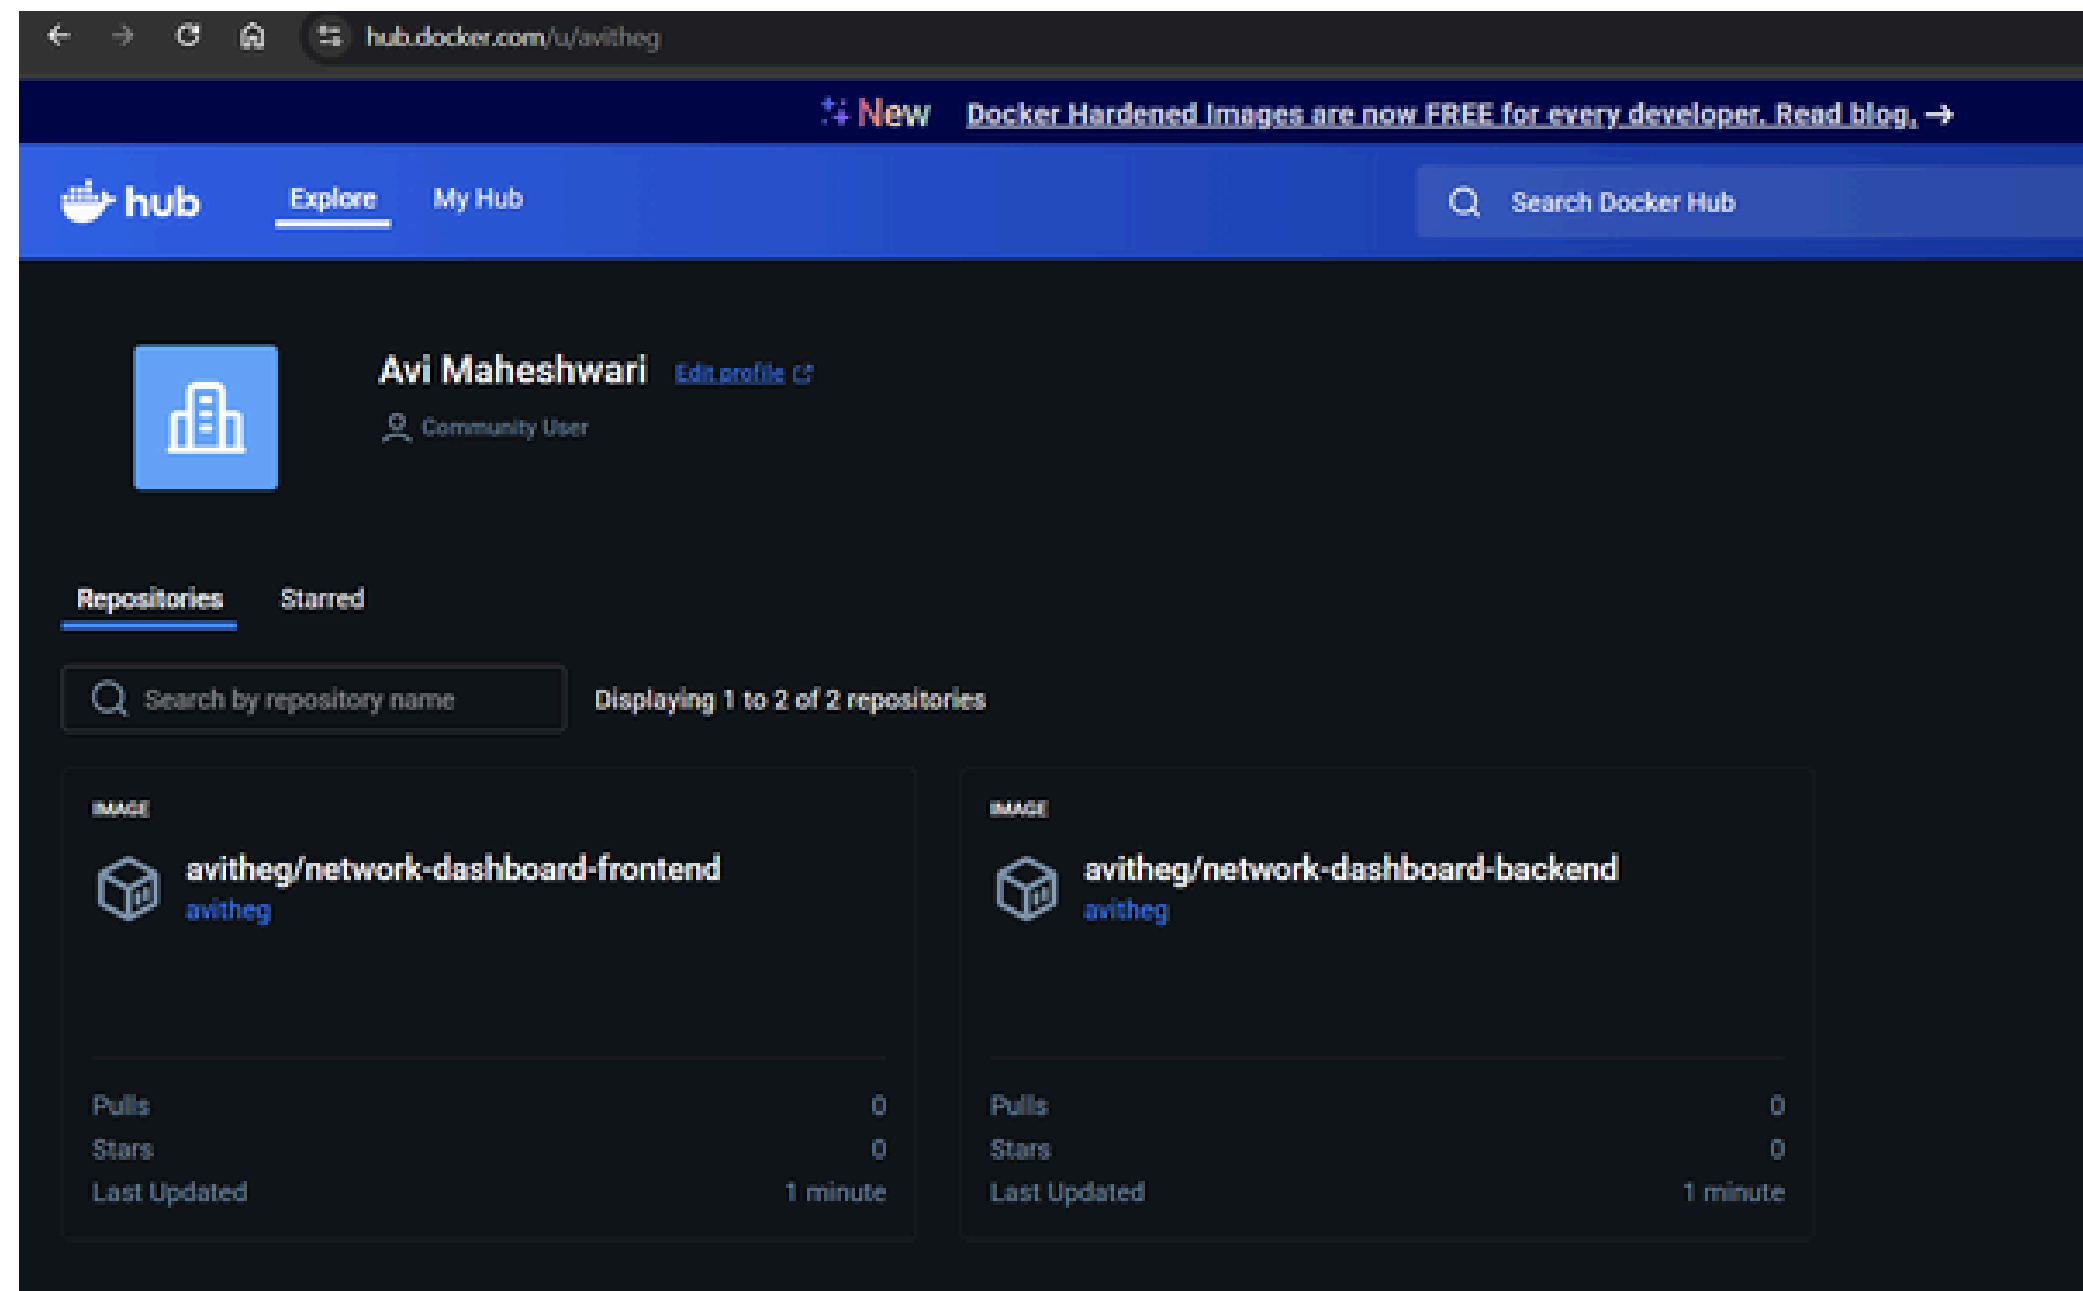 hub.docker.com/u/avitheg
New Docker Hardened Images are now FREE for every developer. Read blog. →
hub Explore My Hub Search Docker Hub
Avi Maheshwari Edit profile
Community User
Repositories Starred
Search by repository name Displaying 1 to 2 of 2 repositories
IMAGE
avitheg/network-dashboard-frontend
avitheg
Pulls 0
Stars 0
Last Updated 1 minute
IMAGE
avitheg/network-dashboard-backend
avitheg
Pulls 0
Stars 0
Last Updated 1 minute